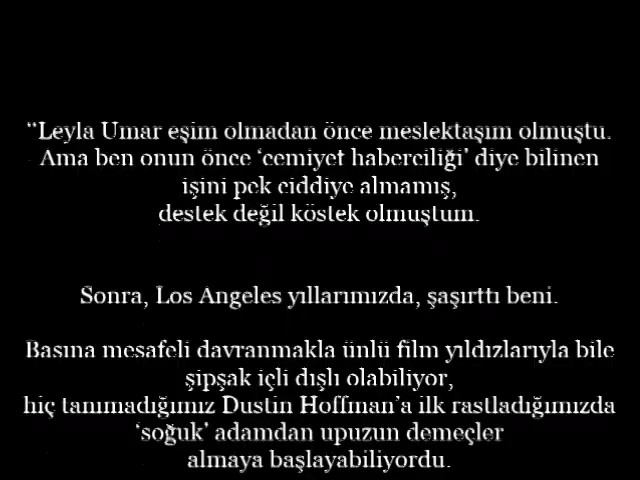 “Leyla Umar eşim olmadan önce meslektaşım olmuştu.
Ama ben onun önce ‘cemiyet haberciliği’ diye bilinen
işini pek ciddiye almamış,
destek değil köstek olmuştum.
Sonra, Los Angeles yıllarımızda, şaşırttı beni.
Basına mesafeli davranmakla ünlü film yıldızlarıyla bile
şipşak içli dışlı olabiliyor,
hiç tanımadığımız Dustin Hoffman’a ilk rastladığımızda
‘soğuk’ adamdan upuzun demeçler
almaya başlayabiliyordu.